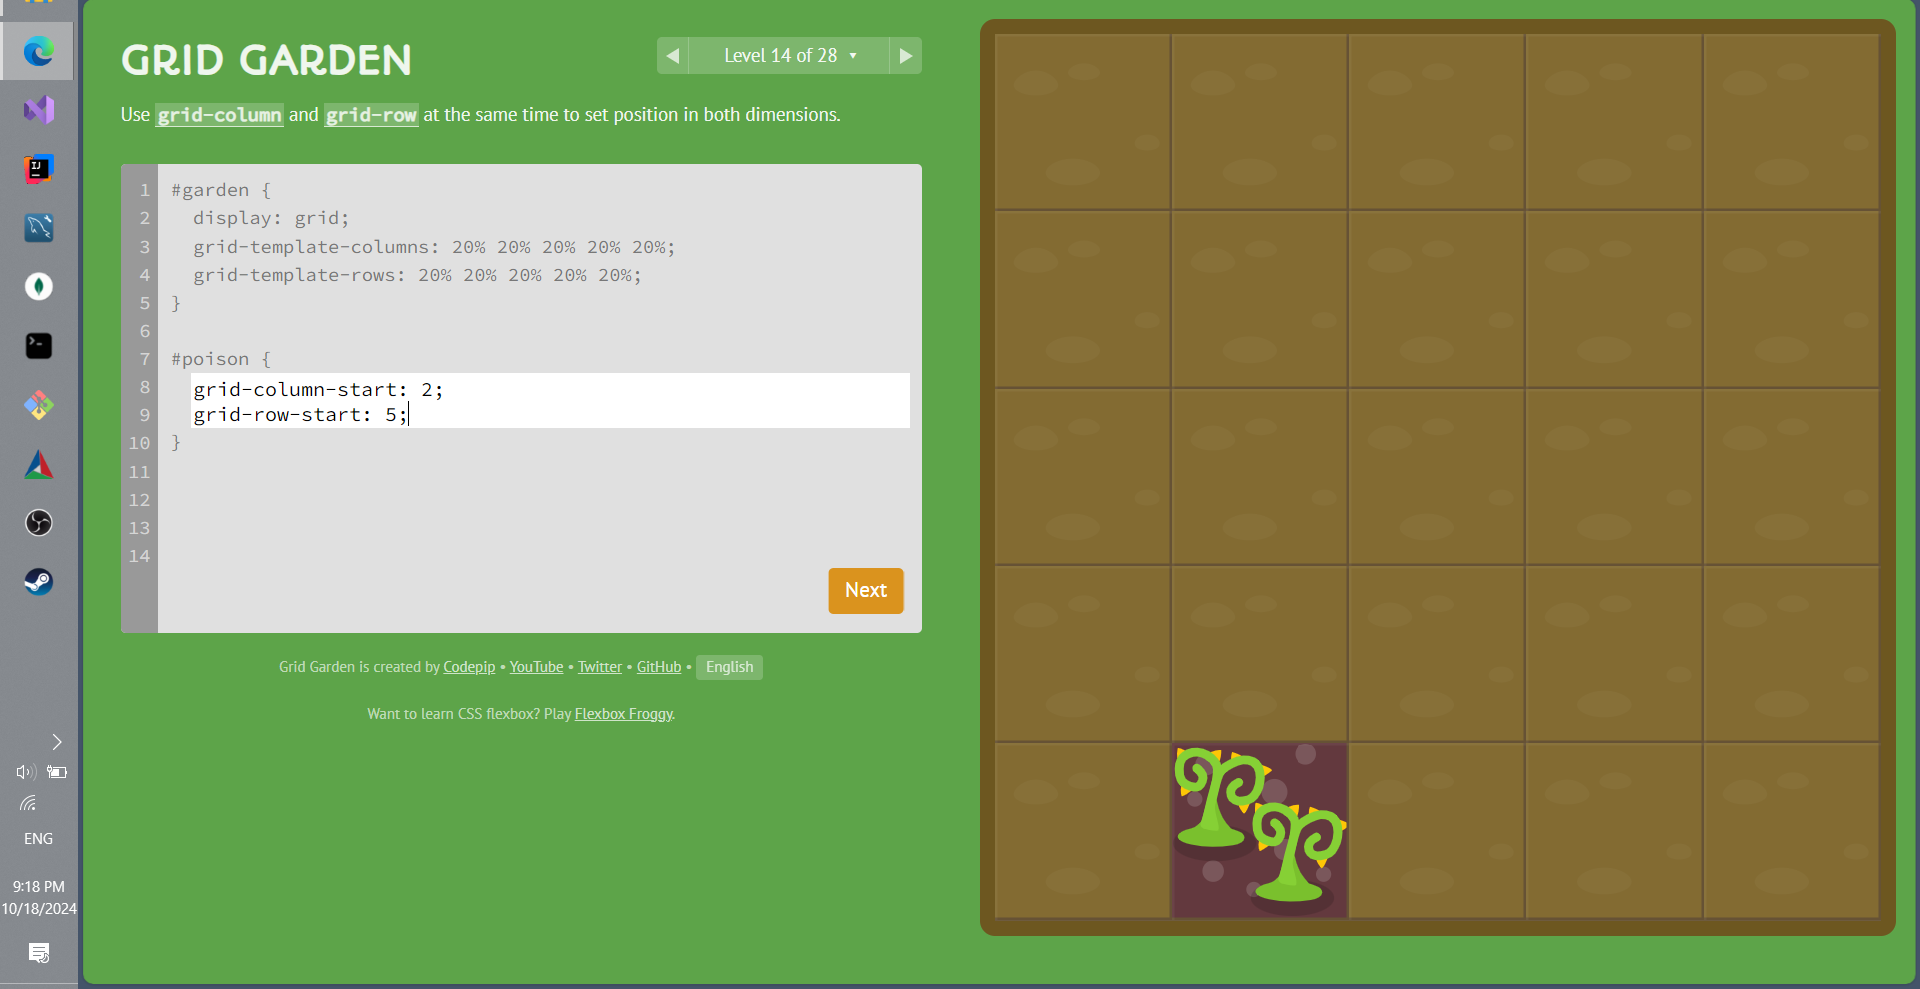 GRID GARDEN
◀ Level 14 of 28 ▾ ▶
Use grid-column and grid-row at the same time to set position in both dimensions.
1 #garden {
2 display: grid;
3 grid-template-columns: 20% 20% 20% 20% 20%;
4 grid-template-rows: 20% 20% 20% 20% 20%;
5 }
6
7 #poison {
8 grid-column-start: 2;
9 grid-row-start: 5;
10 }
11
12
13
14
Next
Grid Garden is created by Codepip • YouTube • Twitter • GitHub • English
Want to learn CSS flexbox? Play Flexbox Froggy.
IJ
ENG
9:18 PM
10/18/2024